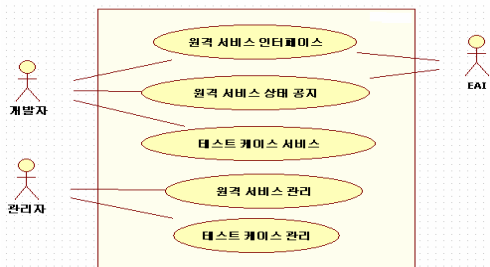 원격 서비스 인터페이스
원격 서비스 상태 공지
EAI
개발자
테스트 케이스 서비스
원격 서비스 관리
관리자
테스트 케이스 관리